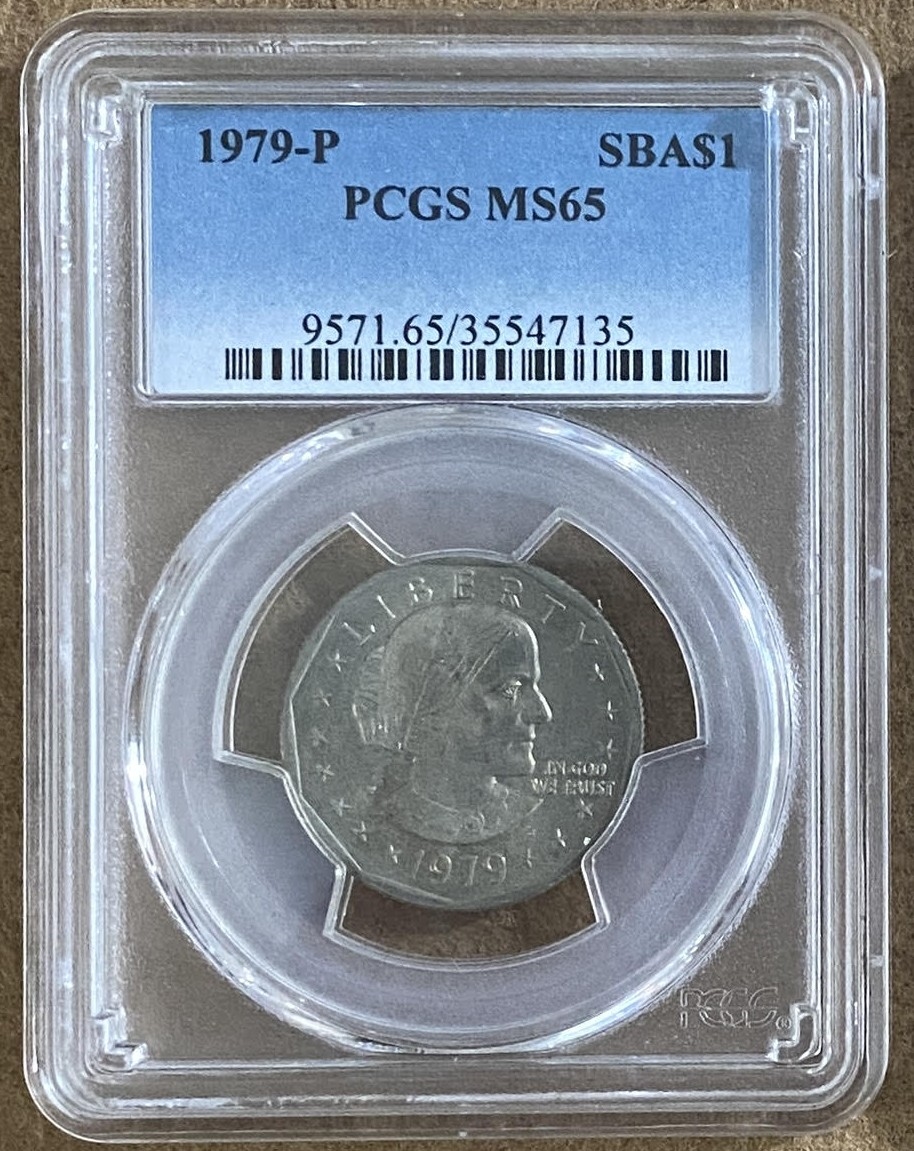 1979-P SBA$1
PCGS MS65
9571.65/35547135
LIBERTY
IN GOD
WE TRUST
1979
PCGS®